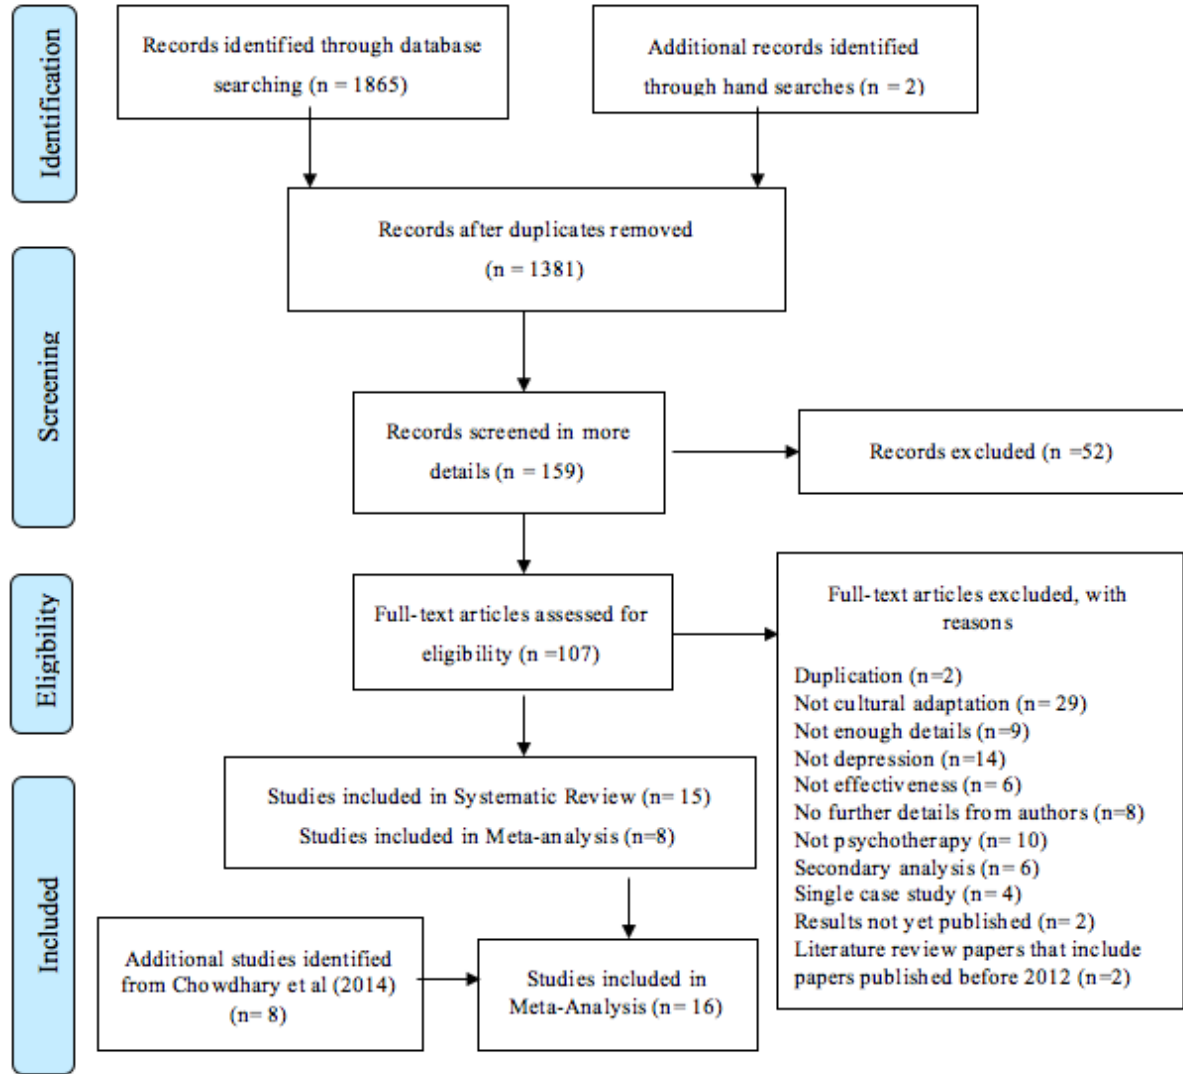 Identification
Records identified through database
searching (n = 1865)
Additional records identified
through hand searches (n = 2)
Records after duplicates removed
(n = 1381)
Screening
Records screened in more
details (n = 159)
Records excluded (n =52)
Eligibility
Full-text articles assessed for
eligibility (n =107)
Full-text articles excluded, with
reasons
Duplication (n=2)
Not cultural adaptation (n= 29)
Not enough details (n=9)
Not depression (n=14)
Not effectiveness (n= 6)
No further details from authors (n=8)
Not psychotherapy (n= 10)
Secondary analysis (n= 6)
Single case study (n= 4)
Results not yet published (n= 2)
Literature review papers that include
papers published before 2012 (n=2)
Included
Studies included in Systematic Review (n= 15)
Studies included in Meta-analysis (n=8)
Additional studies identified
from Chowdhary et al (2014)
(n= 8)
Studies included in
Meta-Analysis (n= 16)